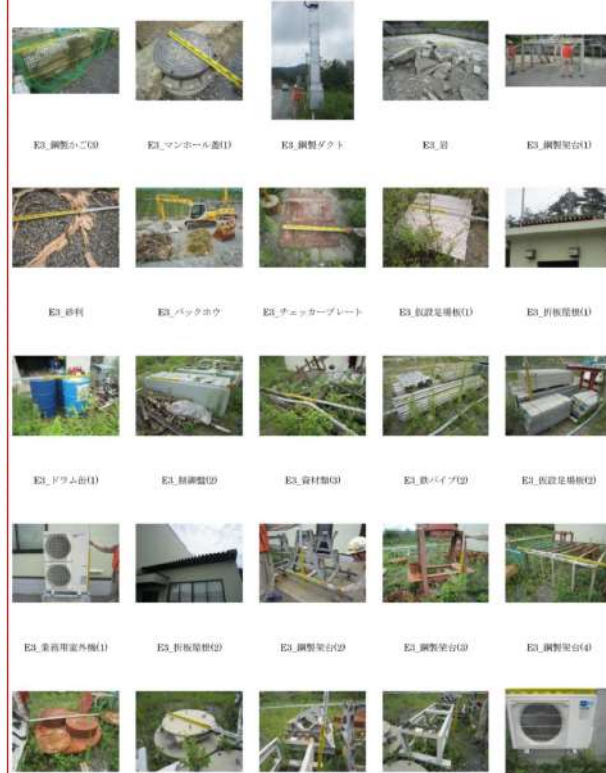 E3_鋼製かご(3)
E3_マンホール蓋(1)
E3_鋼製ダクト
E3_岩
E3_鋼製架台(1)
E3_砂利
E3_バックホウ
E3_チェッカープレート
E3_仮設足場板(1)
E3_折板屋根(1)
E3_ドラム缶(1)
E3_制御盤(2)
E3_資材類(3)
E3_鉄パイプ(2)
E3_仮設足場板(2)
E3_業務用室外機(1)
E3_折板屋根(2)
E3_鋼製架台(2)
E3_鋼製架台(3)
E3_鋼製架台(4)